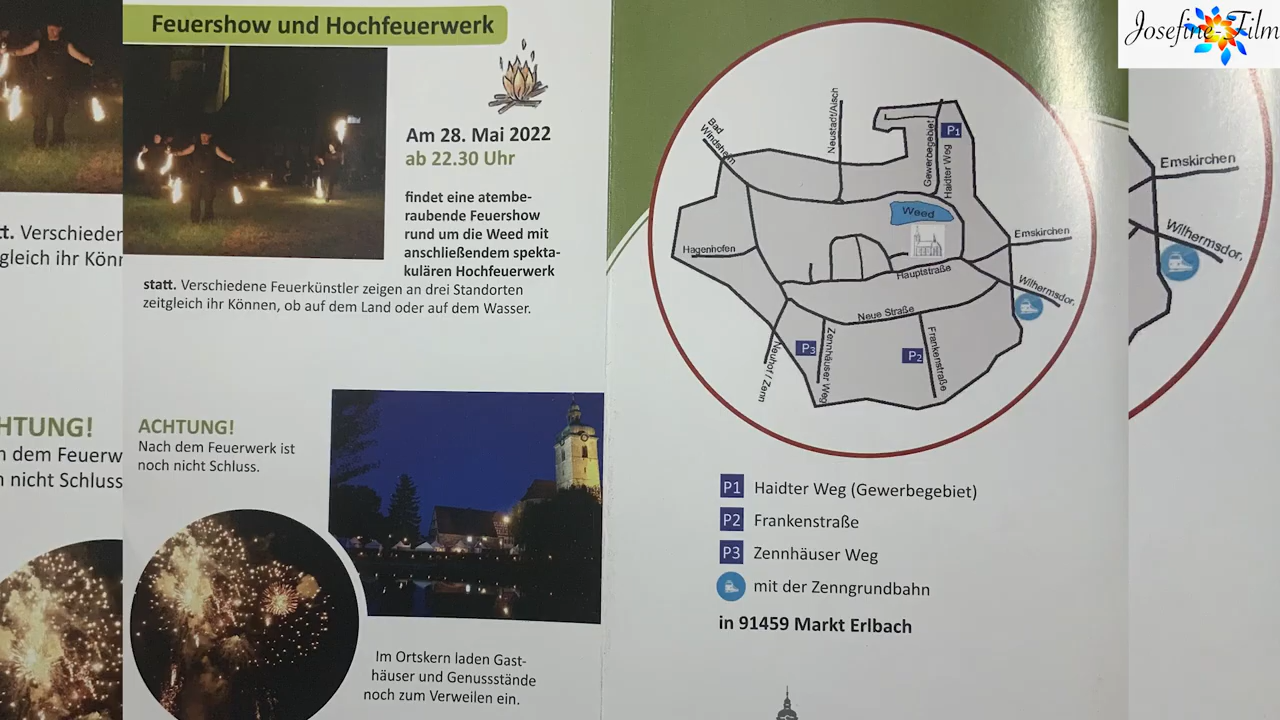 Feuershow und Hochfeuerwerk
Am 28. Mai 2022
ab 22.30 Uhr
findet eine atembe-
raubende Feuershow
rund um die Weed mit
anschließendem spekta-
kulären Hochfeuerwerk
statt. Verschiedene Feuerkünstler zeigen an drei Standorten
zeitgleich ihr Können, ob auf dem Land oder auf dem Wasser.
ACHTUNG!
Nach dem Feuerwerk ist
noch nicht Schluss.
Im Ortskern laden Gast-
häuser und Genussstände
noch zum Verweilen ein.
Bad
Windsheim
Neustadt/Aisch
Gewerbegebiet
Haidter Weg
P1
Weed
Hagenhofen
Emskirchen
Hauptstraße
Wilhermsdor.
Neue Straße
P3
P2
Neuhof / Zenn
Zennhäuser Weg
Frankenstraße
P1 Haidter Weg (Gewerbegebiet)
P2 Frankenstraße
P3 Zennhäuser Weg
mit der Zenngrundbahn
in 91459 Markt Erlbach
Josefine-Film
Emskirchen
Wilhermsdor.
tt. Verschieden
gleich ihr Könn
HTUNG!
h dem Feuerw
h nicht Schluss